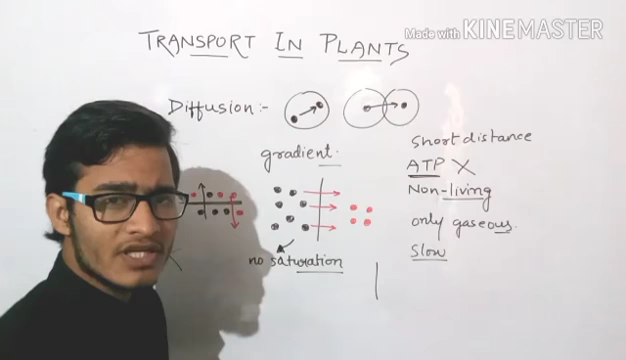 Made with KINEMASTER
TRANSPORT IN PLANTS
Diffusion :-
Short distance
gradient.
ATP X
Non-living
only gaseous.
no saturation
Slow